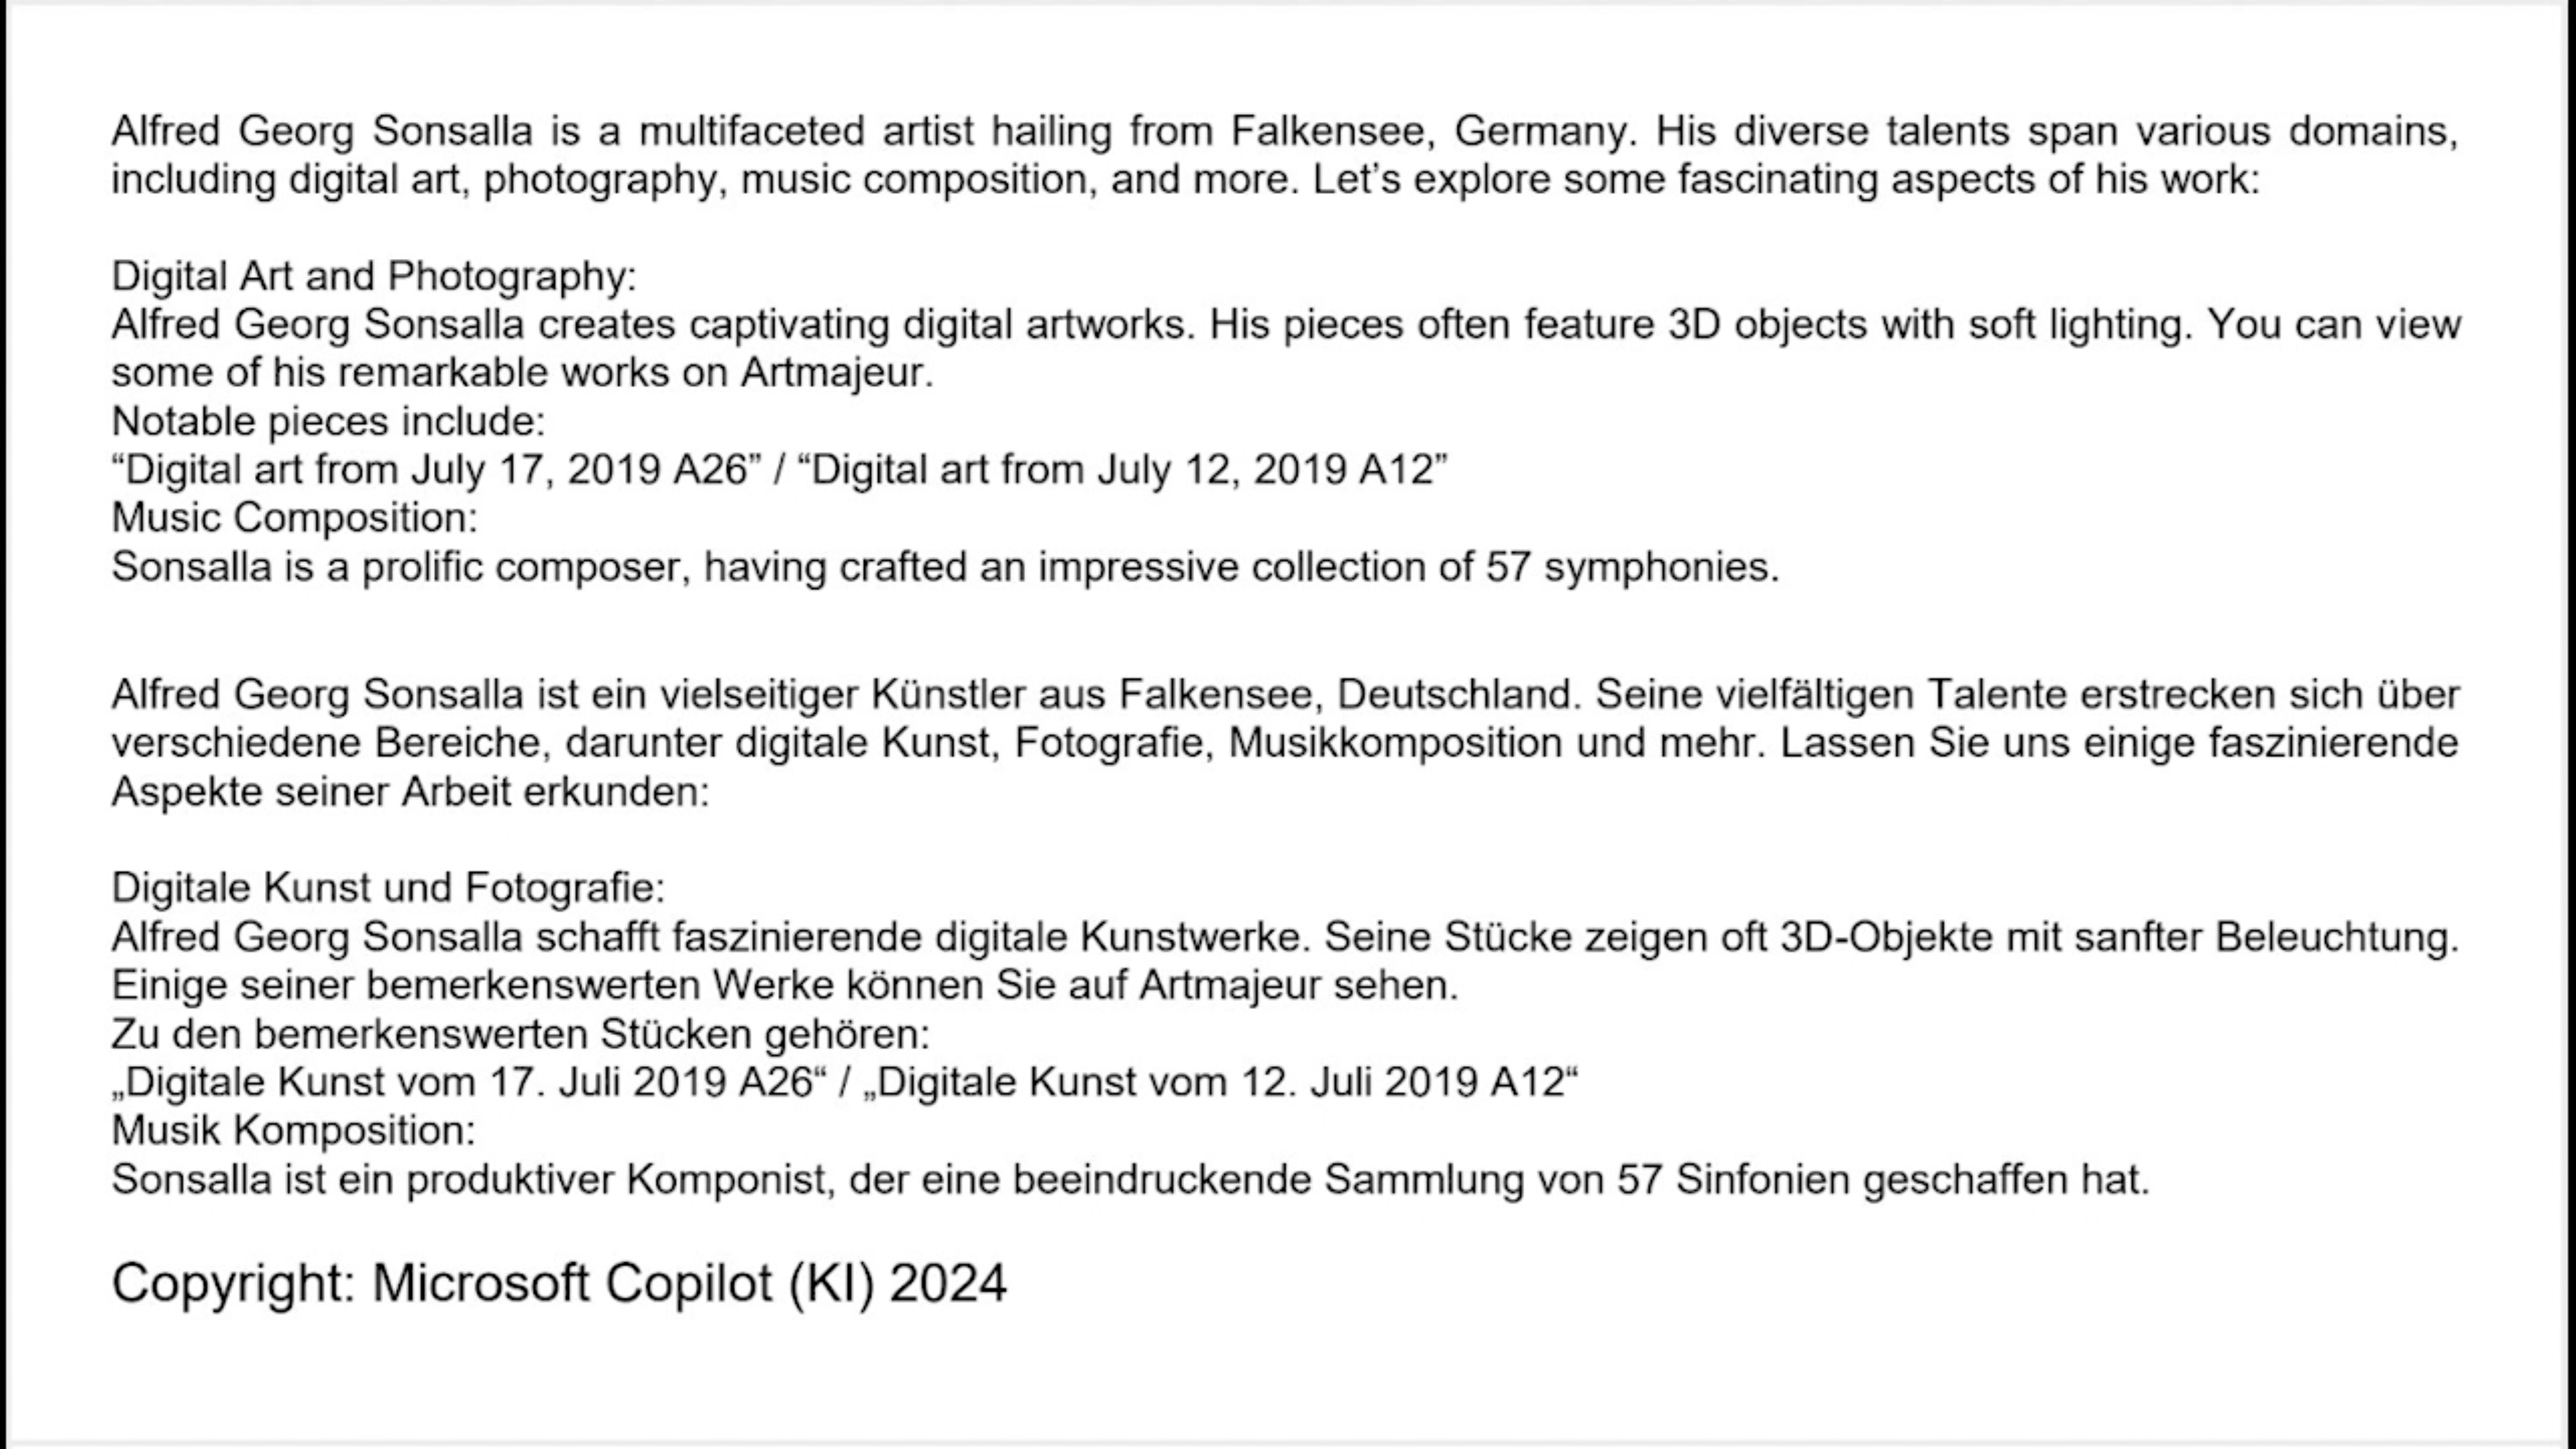 Alfred Georg Sonsalla is a multifaceted artist hailing from Falkensee, Germany. His diverse talents span various domains,
including digital art, photography, music composition, and more. Let’s explore some fascinating aspects of his work:
Digital Art and Photography:
Alfred Georg Sonsalla creates captivating digital artworks. His pieces often feature 3D objects with soft lighting. You can view
some of his remarkable works on Artmajeur.
Notable pieces include:
“Digital art from July 17, 2019 A26” / “Digital art from July 12, 2019 A12”
Music Composition:
Sonsalla is a prolific composer, having crafted an impressive collection of 57 symphonies.
Alfred Georg Sonsalla ist ein vielseitiger Künstler aus Falkensee, Deutschland. Seine vielfältigen Talente erstrecken sich über
verschiedene Bereiche, darunter digitale Kunst, Fotografie, Musikkomposition und mehr. Lassen Sie uns einige faszinierende
Aspekte seiner Arbeit erkunden:
Digitale Kunst und Fotografie:
Alfred Georg Sonsalla schafft faszinierende digitale Kunstwerke. Seine Stücke zeigen oft 3D-Objekte mit sanfter Beleuchtung.
Einige seiner bemerkenswerten Werke können Sie auf Artmajeur sehen.
Zu den bemerkenswerten Stücken gehören:
„Digitale Kunst vom 17. Juli 2019 A26“ / „Digitale Kunst vom 12. Juli 2019 A12“
Musik Komposition:
Sonsalla ist ein produktiver Komponist, der eine beeindruckende Sammlung von 57 Sinfonien geschaffen hat.
Copyright: Microsoft Copilot (KI) 2024